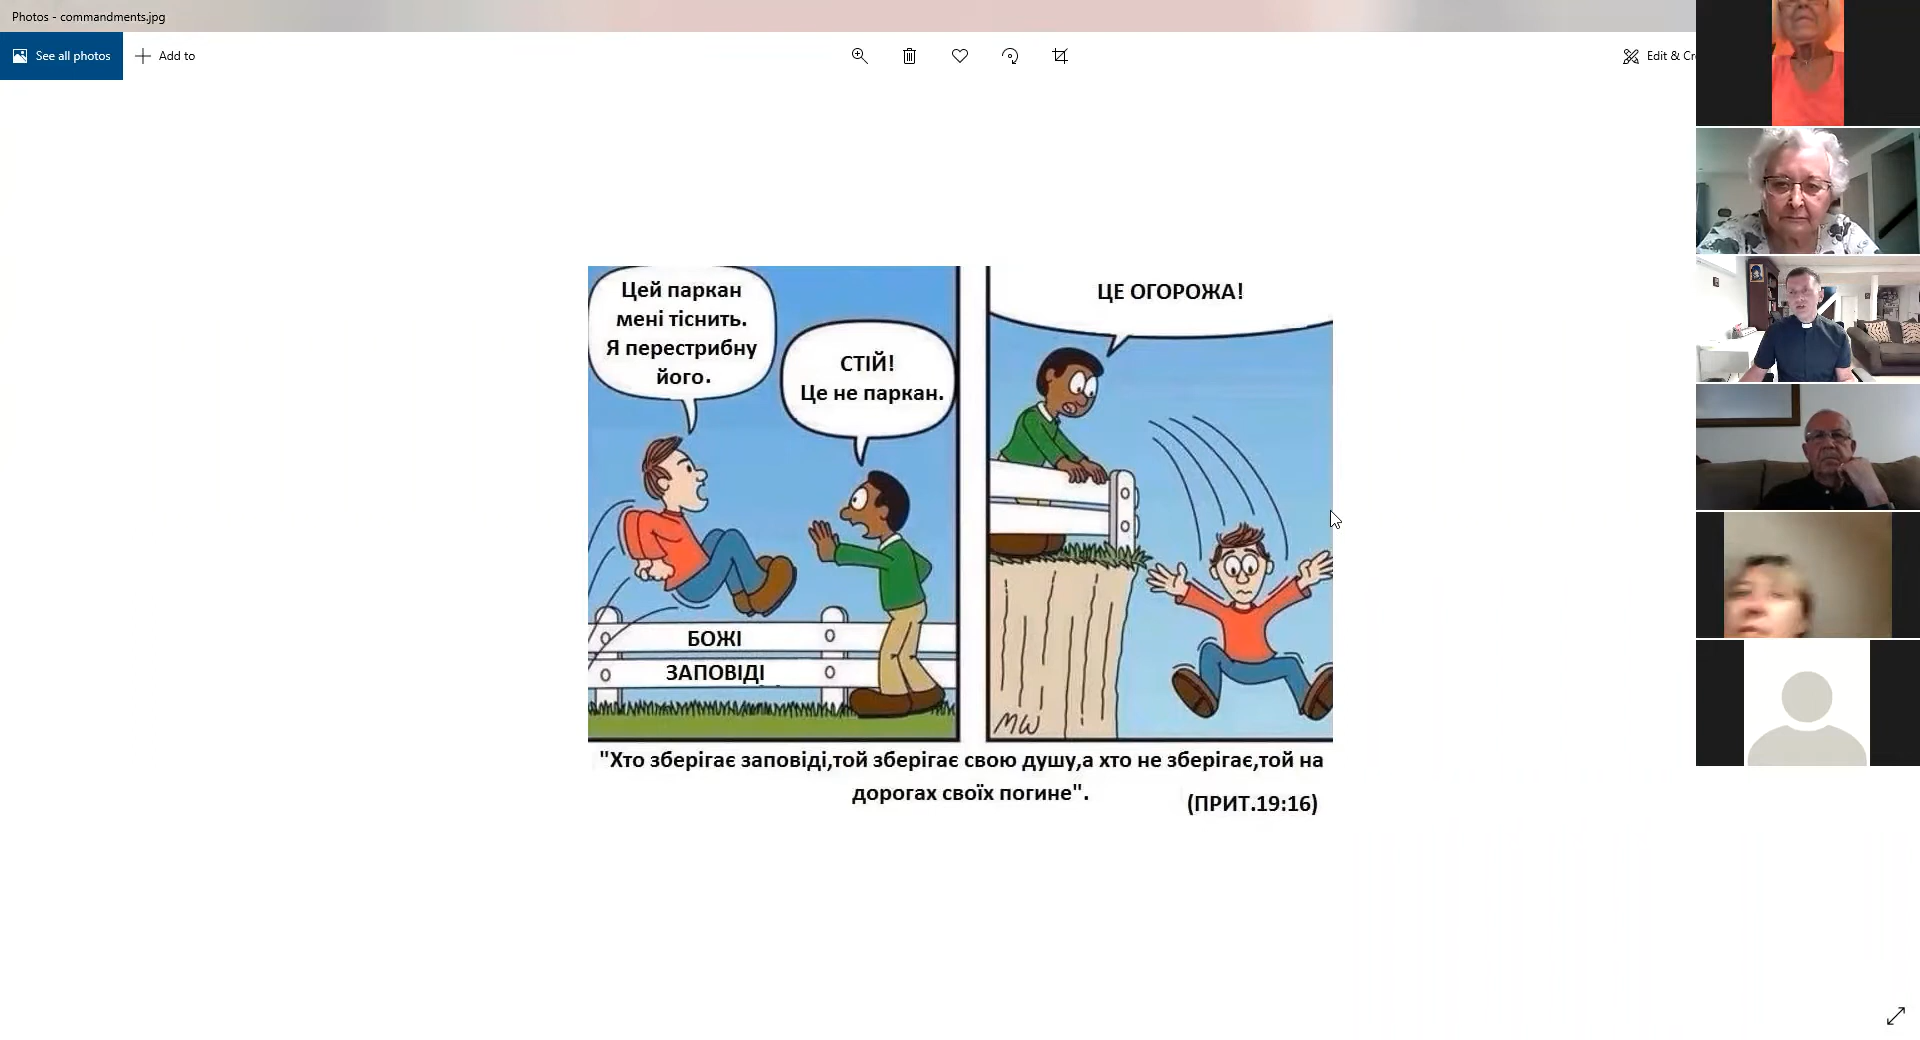 Photos - commandments.jpg
See all photos
Add to
Edit & Cr
Цей паркан
мені тіснить.
Я перестрибну
його.
СТІЙ!
Це не паркан.
БОЖІ
ЗАПОВІДІ
ЦЕ ОГОРОЖА!
MW
"Хто зберігає заповіді,той зберігає свою душу,а хто не зберігає,той на
дорогах своїх погине".
(ПРИТ.19:16)